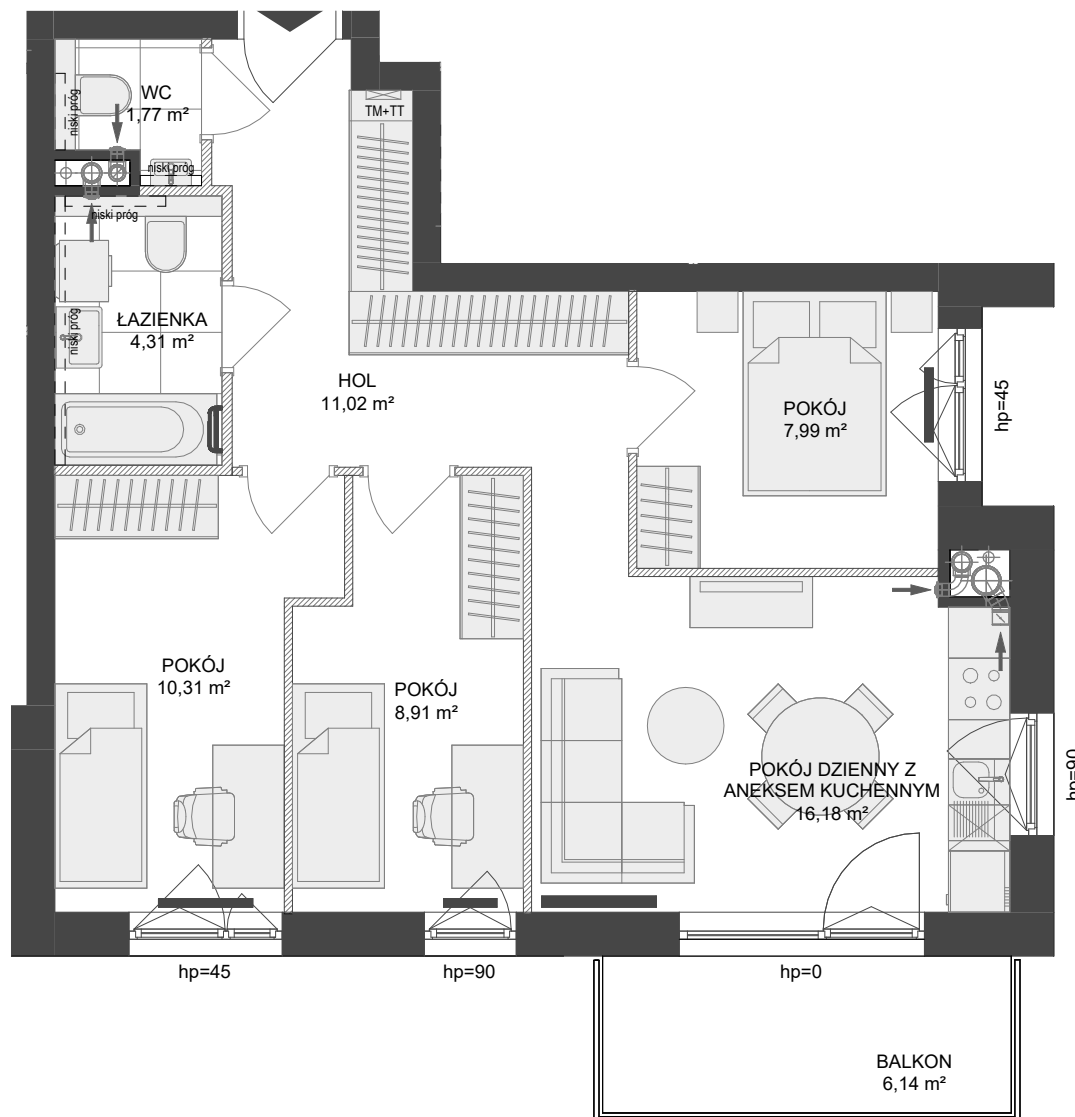 WC
1,77 m²
niski próg
TM+TT
niski próg
niski próg
ŁAZIENKA
4,31 m²
niski próg
HOL
11,02 m²
POKÓJ
7,99 m²
hp=45
POKÓJ
10,31 m²
POKÓJ
8,91 m²
POKÓJ DZIENNY Z
ANEKSEM KUCHENNYM
16,18 m²
hp=90
hp=45
hp=90
hp=0
BALKON
6,14 m²